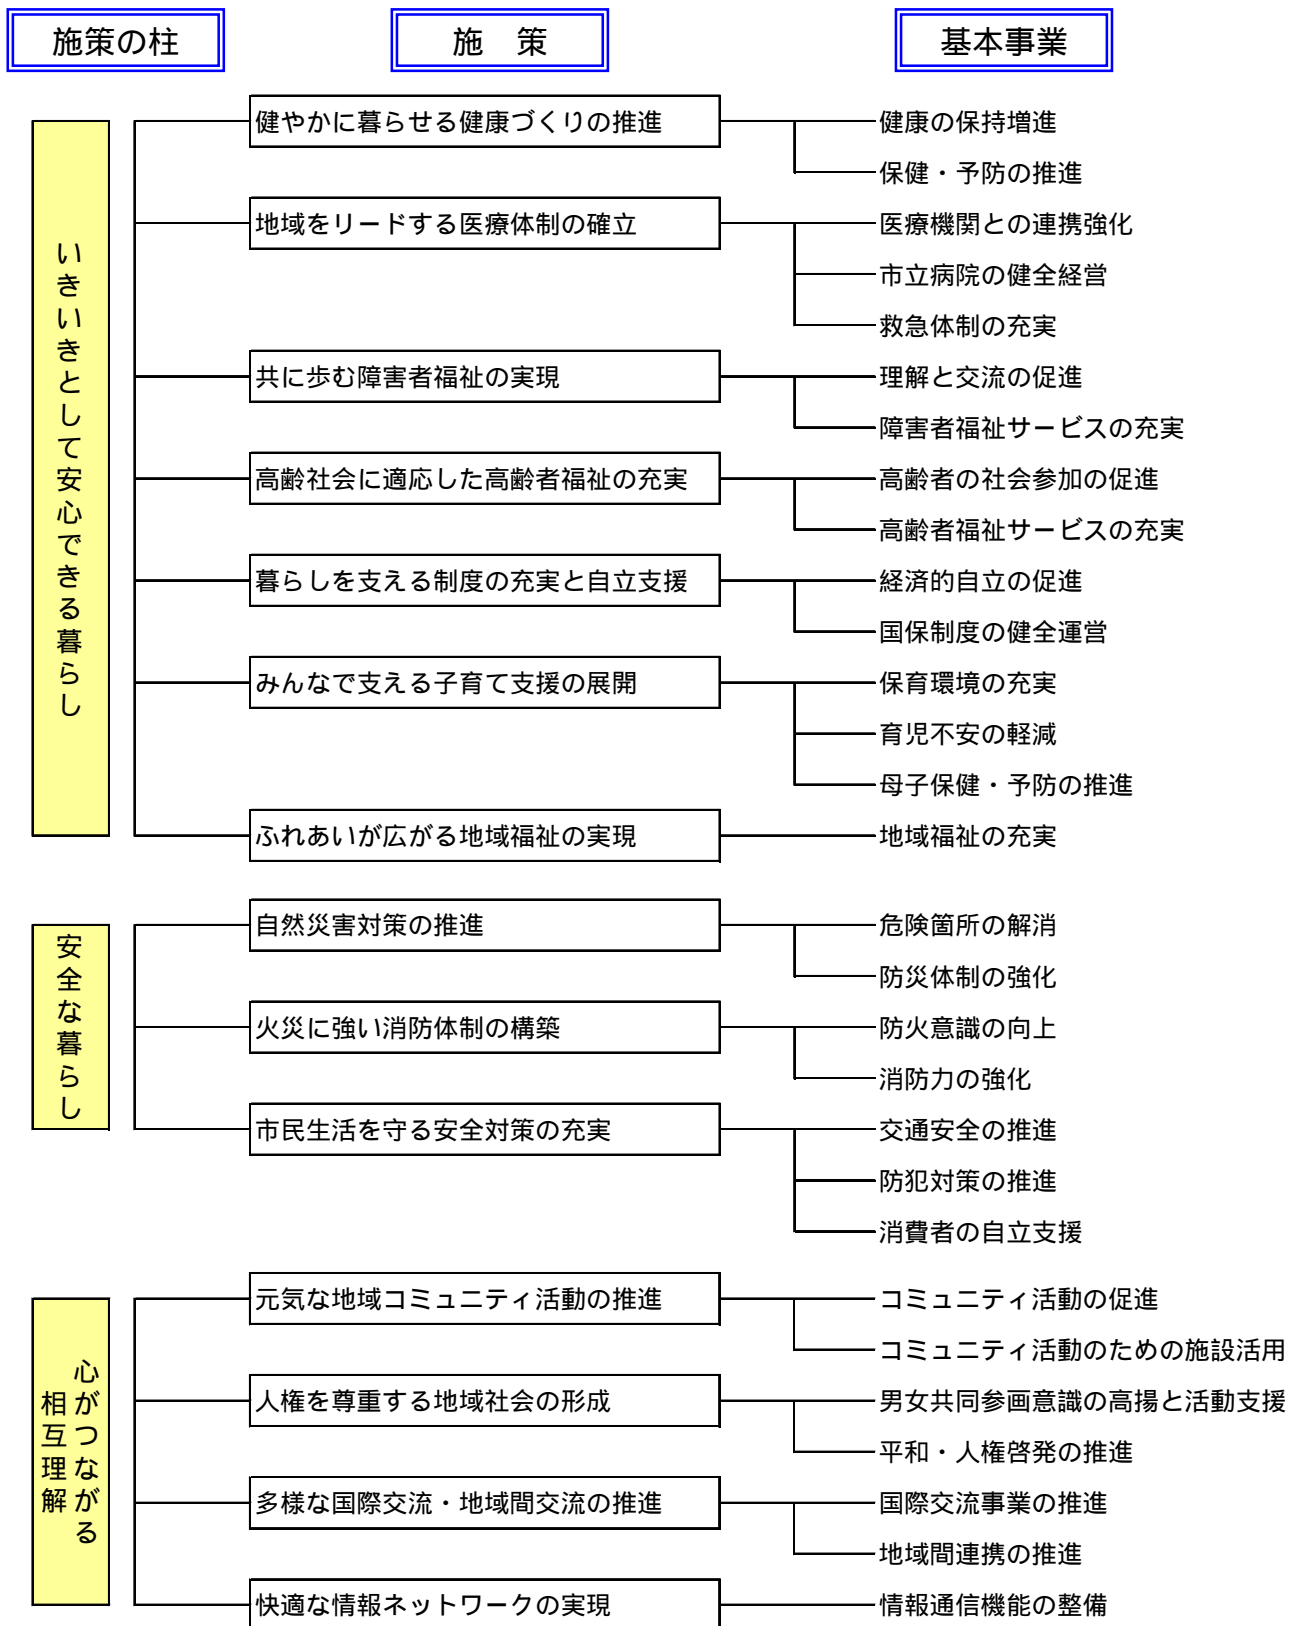 施策の柱
施　策
基本事業
いきいきとして安心できる暮らし
健やかに暮らせる健康づくりの推進
健康の保持増進
保健・予防の推進
地域をリードする医療体制の確立
医療機関との連携強化
市立病院の健全経営
救急体制の充実
共に歩む障害者福祉の実現
理解と交流の促進
障害者福祉サービスの充実
高齢社会に適応した高齢者福祉の充実
高齢者の社会参加の促進
高齢者福祉サービスの充実
暮らしを支える制度の充実と自立支援
経済的自立の促進
国保制度の健全運営
みんなで支える子育て支援の展開
保育環境の充実
育児不安の軽減
母子保健・予防の推進
ふれあいが広がる地域福祉の実現
地域福祉の充実
安全な暮らし
自然災害対策の推進
危険箇所の解消
防災体制の強化
火災に強い消防体制の構築
防火意識の向上
消防力の強化
市民生活を守る安全対策の充実
交通安全の推進
防犯対策の推進
消費者の自立支援
心がつながる
相互理解
元気な地域コミュニティ活動の推進
コミュニティ活動の促進
コミュニティ活動のための施設活用
人権を尊重する地域社会の形成
男女共同参画意識の高揚と活動支援
平和・人権啓発の推進
多様な国際交流・地域間交流の推進
国際交流事業の推進
地域間連携の推進
快適な情報ネットワークの実現
情報通信機能の整備